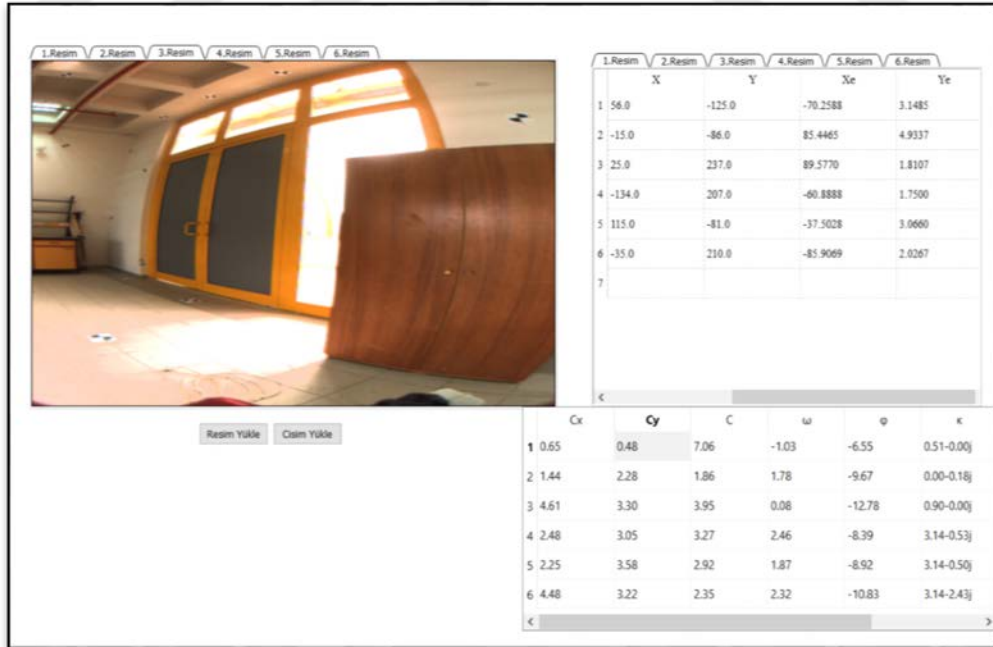 1.Resim 2.Resim 3.Resim 4.Resim 5.Resim 6.Resim
1.Resim 2.Resim 3.Resim 4.Resim 5.Resim 6.Resim
X Y Xe Ye
1 56.0 -125.0 -70.2588 3.1485
2 -15.0 -86.0 85.4465 4.9337
3 25.0 237.0 89.5770 1.8107
4 -134.0 207.0 -60.8888 1.7500
5 115.0 -81.0 -37.5028 3.0660
6 -35.0 210.0 -85.9069 2.0267
7
Resim Yükle Cisim Yükle
Cx Cy C ω φ κ
1 0.65 0.48 7.06 -1.03 -6.55 0.51-0.00j
2 1.44 2.28 1.86 1.78 -9.67 0.00-0.18j
3 4.61 3.30 3.95 0.08 -12.78 0.90-0.00j
4 2.48 3.05 3.27 2.46 -8.39 3.14-0.53j
5 2.25 3.58 2.92 1.87 -8.92 3.14-0.50j
6 4.48 3.22 2.35 2.32 -10.83 3.14-2.43j